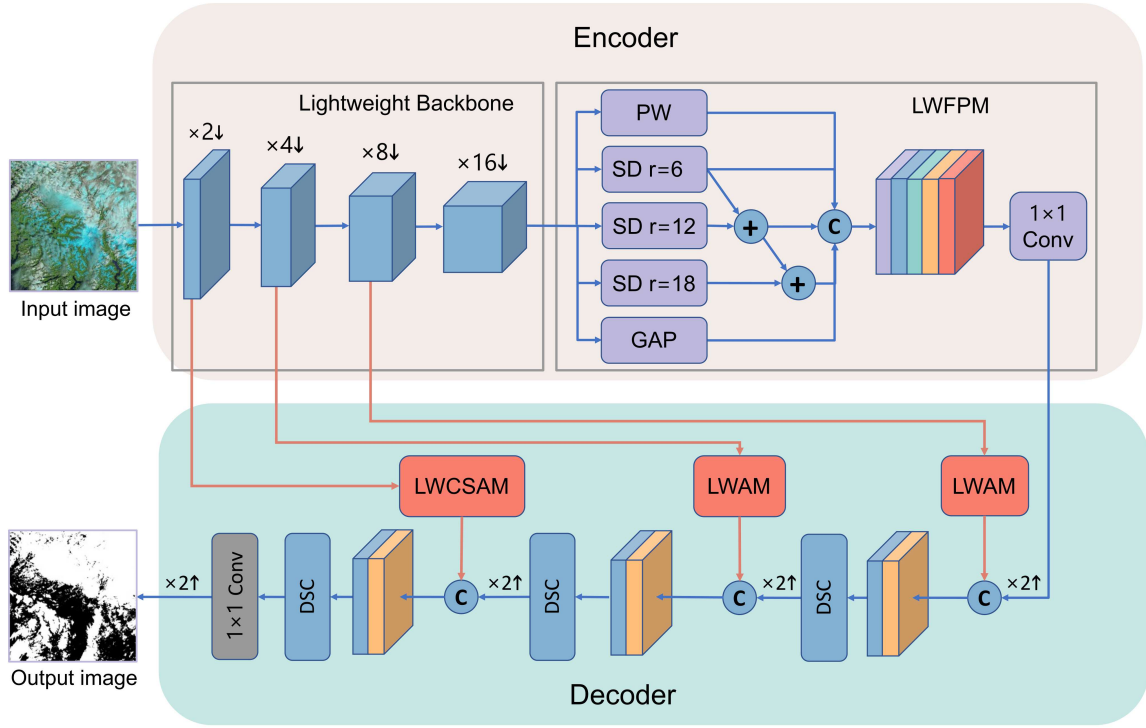 Encoder
Lightweight Backbone
LWFPM
×2↓
×4↓
×8↓
×16↓
PW
SD r=6
SD r=12
SD r=18
GAP
+
+
C
1×1
Conv
Input image
LWCSAM
LWAM
LWAM
×2↑
1×1 Conv
DSC
C
×2↑
DSC
C
×2↑
DSC
C
×2↑
Output image
Decoder